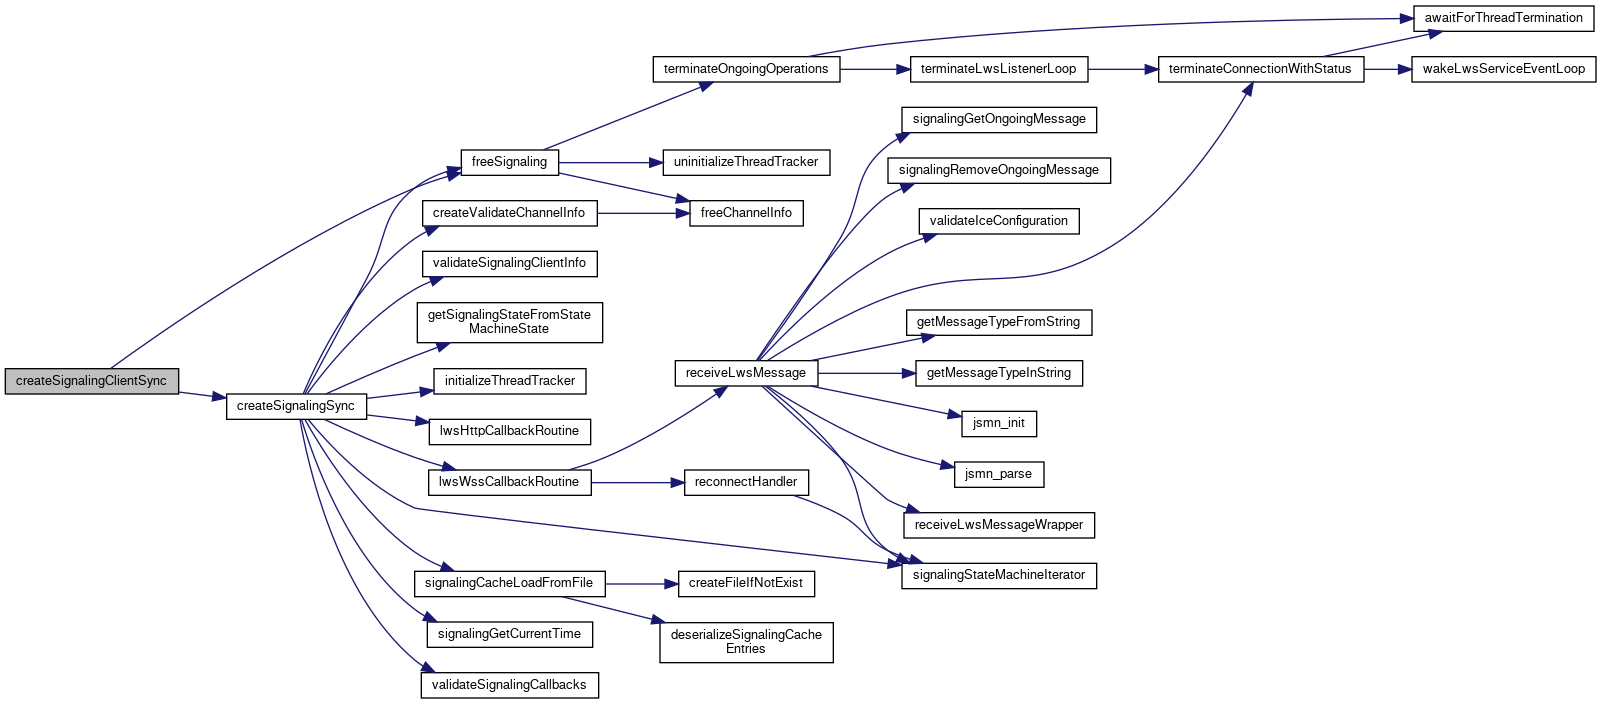 createSignalingClientSync
createSignalingSync
freeSignaling
createValidateChannelInfo
validateSignalingClientInfo
getSignalingStateFromState
MachineState
initializeThreadTracker
lwsHttpCallbackRoutine
lwsWssCallbackRoutine
signalingCacheLoadFromFile
signalingGetCurrentTime
validateSignalingCallbacks
terminateOngoingOperations
uninitializeThreadTracker
freeChannelInfo
receiveLwsMessage
reconnectHandler
createFileIfNotExist
deserializeSignalingCache
Entries
terminateLwsListenerLoop
signalingGetOngoingMessage
signalingRemoveOngoingMessage
validateIceConfiguration
getMessageTypeFromString
getMessageTypeInString
jsmn_init
jsmn_parse
receiveLwsMessageWrapper
signalingStateMachineIterator
terminateConnectionWithStatus
awaitForThreadTermination
wakeLwsServiceEventLoop